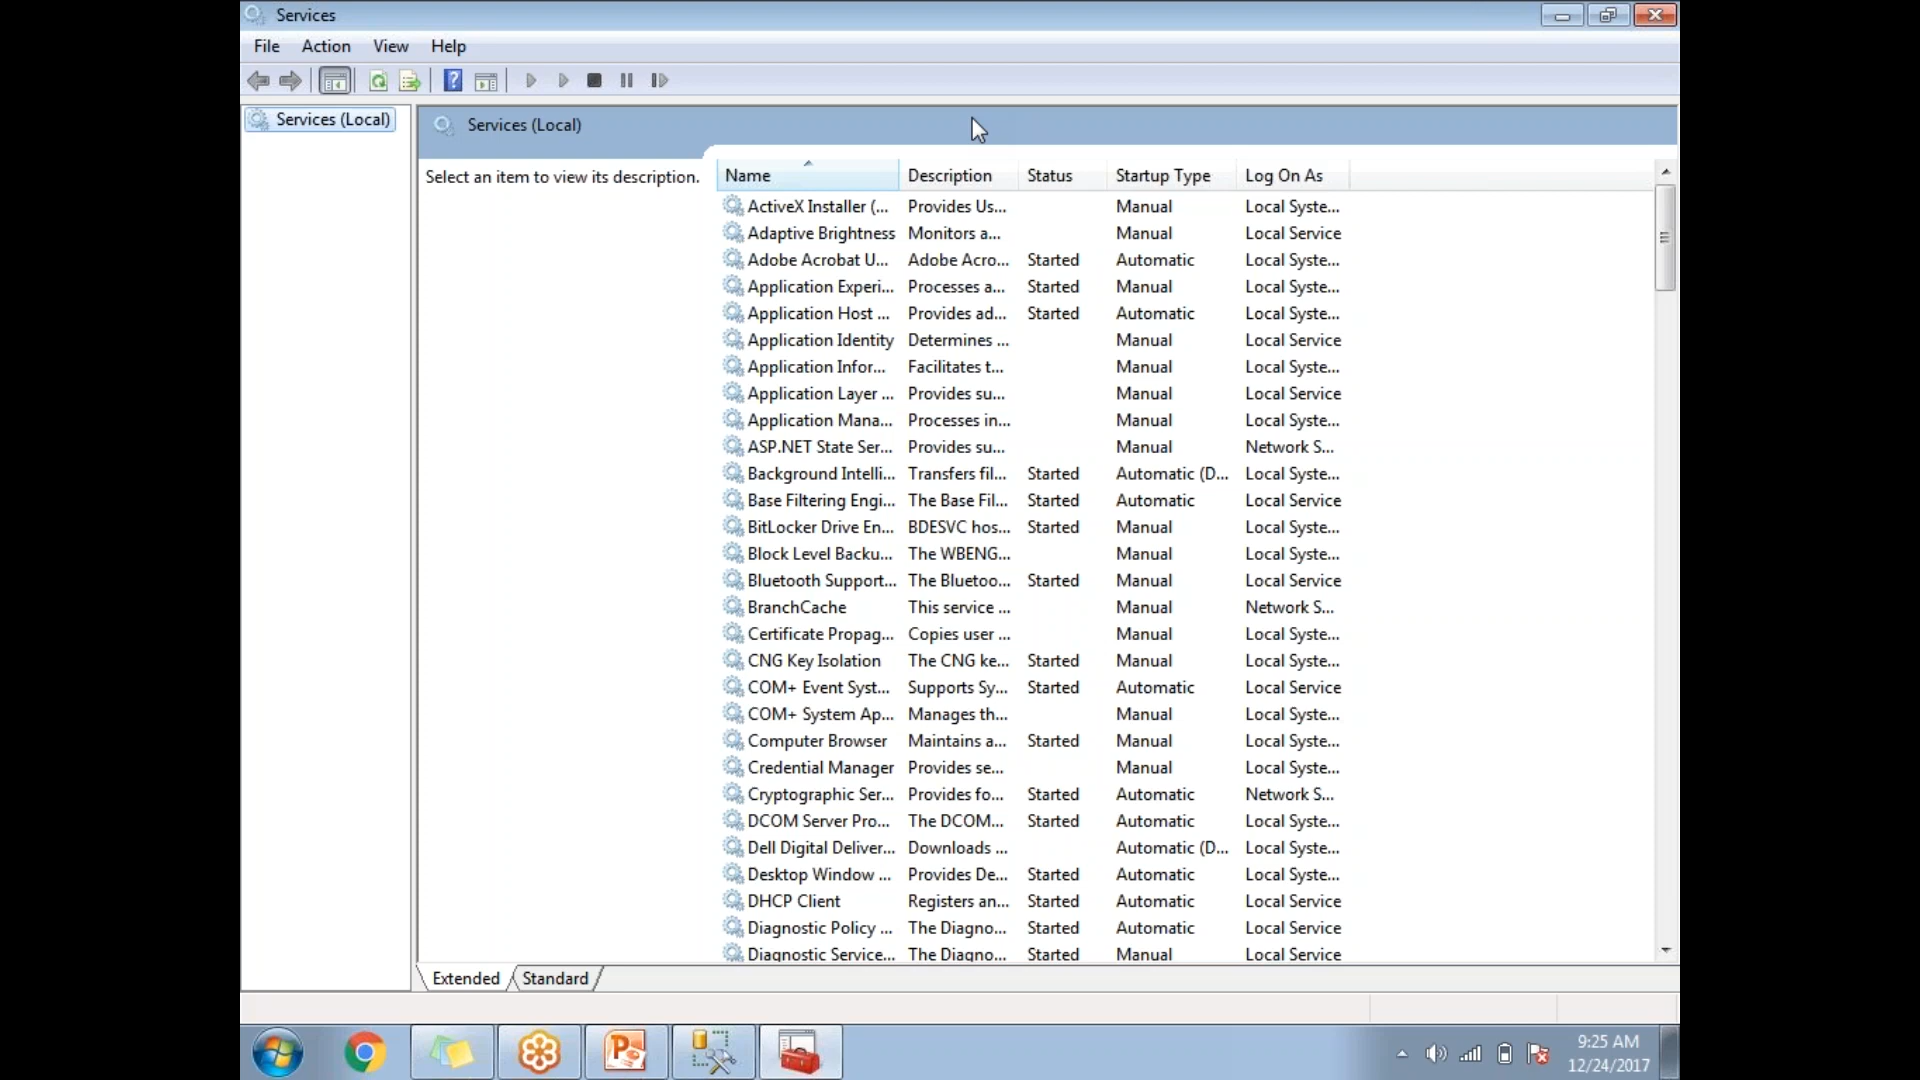 Services
File Action View Help
Services (Local)
Services (Local)
Select an item to view its description.
Name Description Status Startup Type Log On As
ActiveX Installer (... Provides Us... Manual Local Syste...
Adaptive Brightness Monitors a... Manual Local Service
Adobe Acrobat U... Adobe Acro... Started Automatic Local Syste...
Application Experi... Processes a... Started Manual Local Syste...
Application Host ... Provides ad... Started Automatic Local Syste...
Application Identity Determines ... Manual Local Service
Application Infor... Facilitates t... Manual Local Syste...
Application Layer ... Provides su... Manual Local Service
Application Mana... Processes in... Manual Local Syste...
ASP.NET State Ser... Provides su... Manual Network S...
Background Intelli... Transfers fil... Started Automatic (D... Local Syste...
Base Filtering Engi... The Base Fil... Started Automatic Local Service
BitLocker Drive En... BDESVC hos... Started Manual Local Syste...
Block Level Backu... The WBENG... Manual Local Syste...
Bluetooth Support... The Bluetoo... Started Manual Local Service
BranchCache This service ... Manual Network S...
Certificate Propag... Copies user ... Manual Local Syste...
CNG Key Isolation The CNG ke... Started Manual Local Syste...
COM+ Event Syst... Supports Sy... Started Automatic Local Service
COM+ System Ap... Manages th... Manual Local Syste...
Computer Browser Maintains a... Started Manual Local Syste...
Credential Manager Provides se... Manual Local Syste...
Cryptographic Ser... Provides fo... Started Automatic Network S...
DCOM Server Pro... The DCOM... Started Automatic Local Syste...
Dell Digital Deliver... Downloads ... Automatic (D... Local Syste...
Desktop Window ... Provides De... Started Automatic Local Syste...
DHCP Client Registers an... Started Automatic Local Service
Diagnostic Policy ... The Diagno... Started Automatic Local Service
Diagnostic Service... The Diagno... Started Manual Local Service
Extended Standard
9:25 AM
12/24/2017